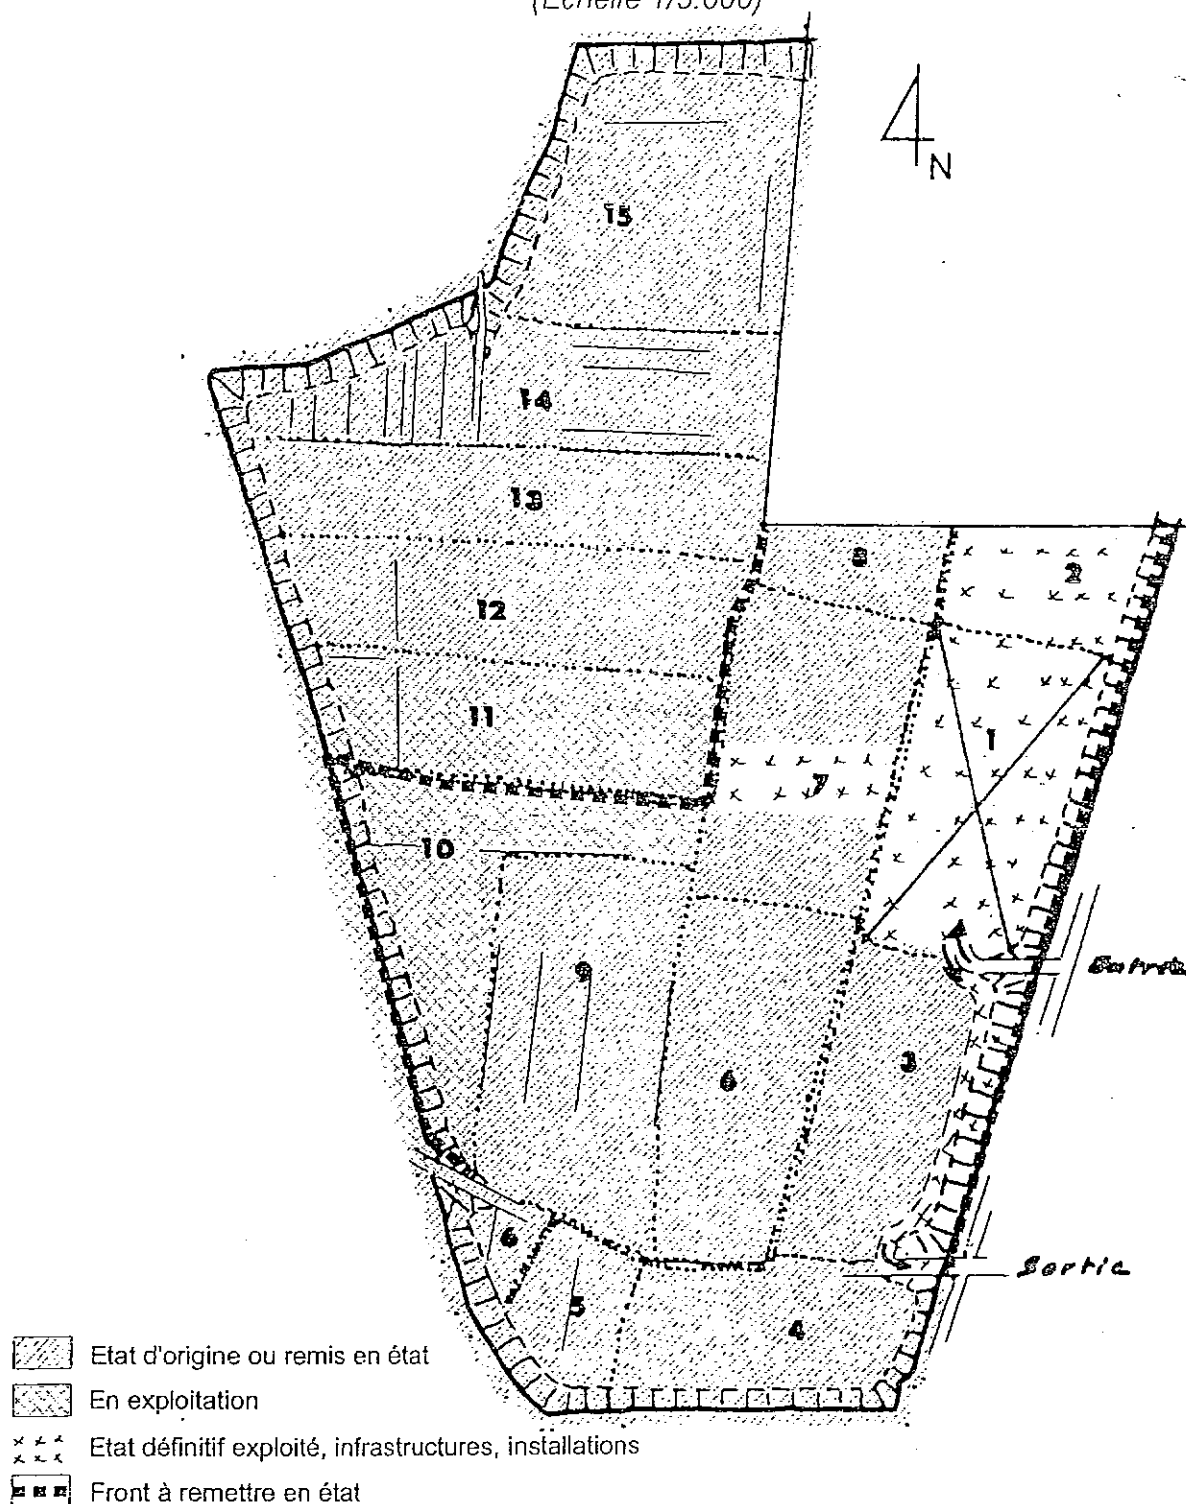 (Echelle 1/5.000)
N
15
14
13
8
2
12
11
1
7
10
Entrée
9
3
6
6
Sortie
5
4
Etat d'origine ou remis en état
En exploitation
Etat définitif exploité, infrastructures, installations
Front à remettre en état